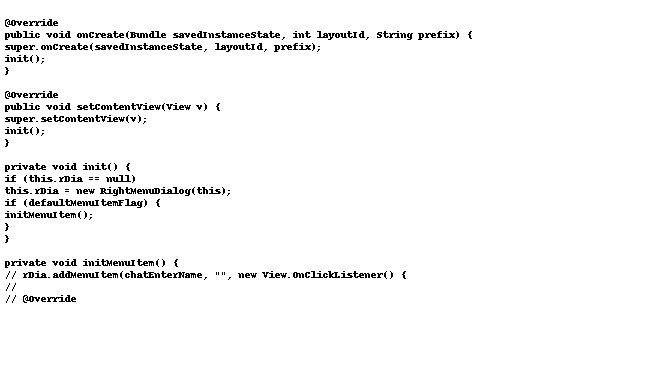 @Override
public void onCreate(Bundle savedInstanceState, int layoutId, String prefix) {
super.onCreate(savedInstanceState, layoutId, prefix);
init();
}
@Override
public void setContentView(View v) {
super.setContentView(v);
init();
}
private void init() {
if (this.rDia == null)
this.rDia = new RightMenuDialog(this);
if (defaultMenuItemFlag) {
initMenuItem();
}
}
private void initMenuItem() {
// rDia.addMenuItem(chatEnterName, "", new View.OnClickListener() {
//
// @Override